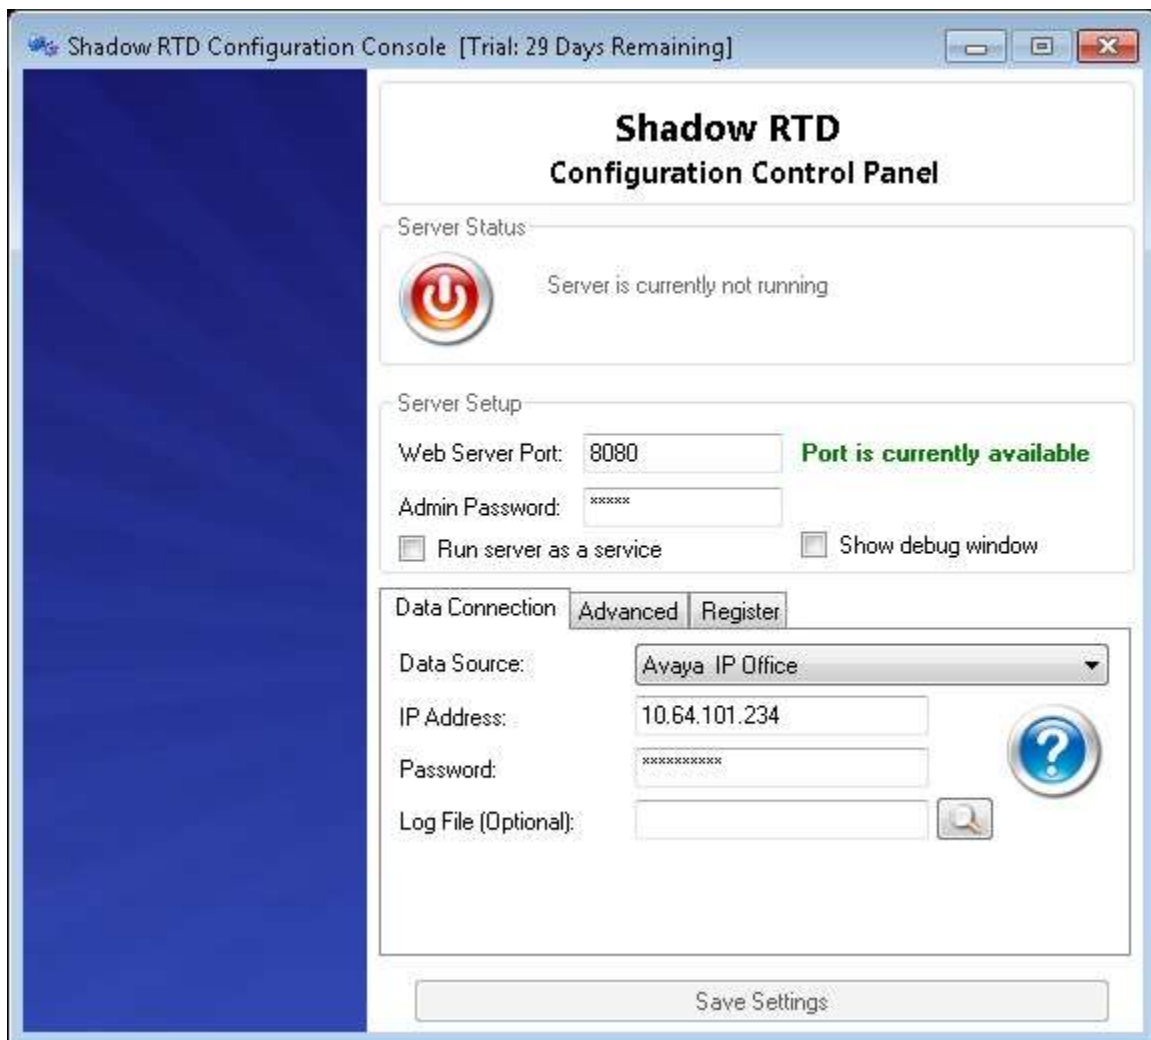 Shadow RTD Configuration Console [Trial: 29 Days Remaining]
Shadow RTD
Configuration Control Panel
Server Status
Server is currently not running
Server Setup
Web Server Port: 8080 Port is currently available
Admin Password: *****
Run server as a service Show debug window
Data Connection Advanced Register
Data Source: Avaya IP Office
IP Address: 10.64.101.234
Password: **********
Log File (Optional):
Save Settings